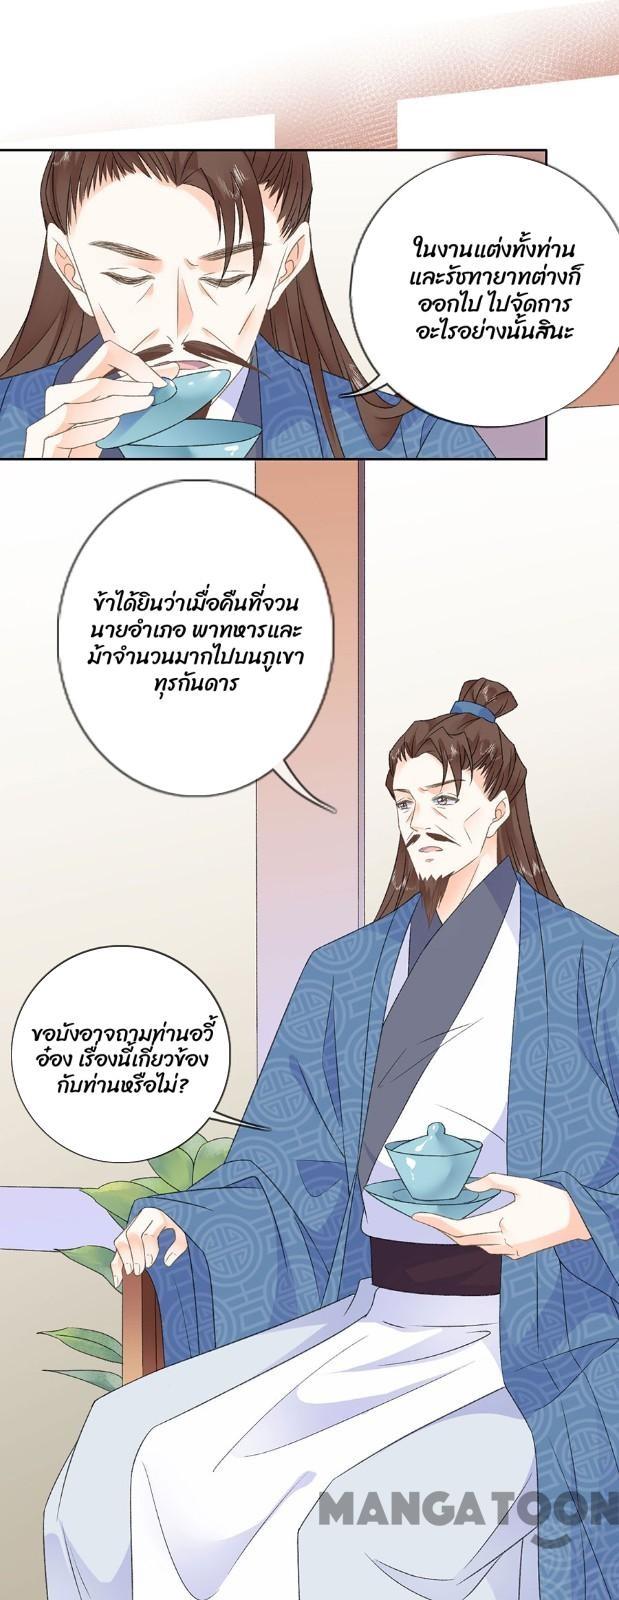 ในงานแต่งทั้งท่าน
และรัชทายาทต่างก็
ออกไป ไปจัดการ
อะไรอย่างนั้นสินะ
ข้าได้ยินว่าเมื่อคืนที่จวน
นายอำเภอ พาทหารและ
ม้าจำนวนมากไปบนภูเขา
ทุรกันดาร
ขอบังอาจถามท่านอวี้
อ๋อง เรื่องนี้เกี่ยวข้อง
กับท่านหรือไม่?
MANGATOON